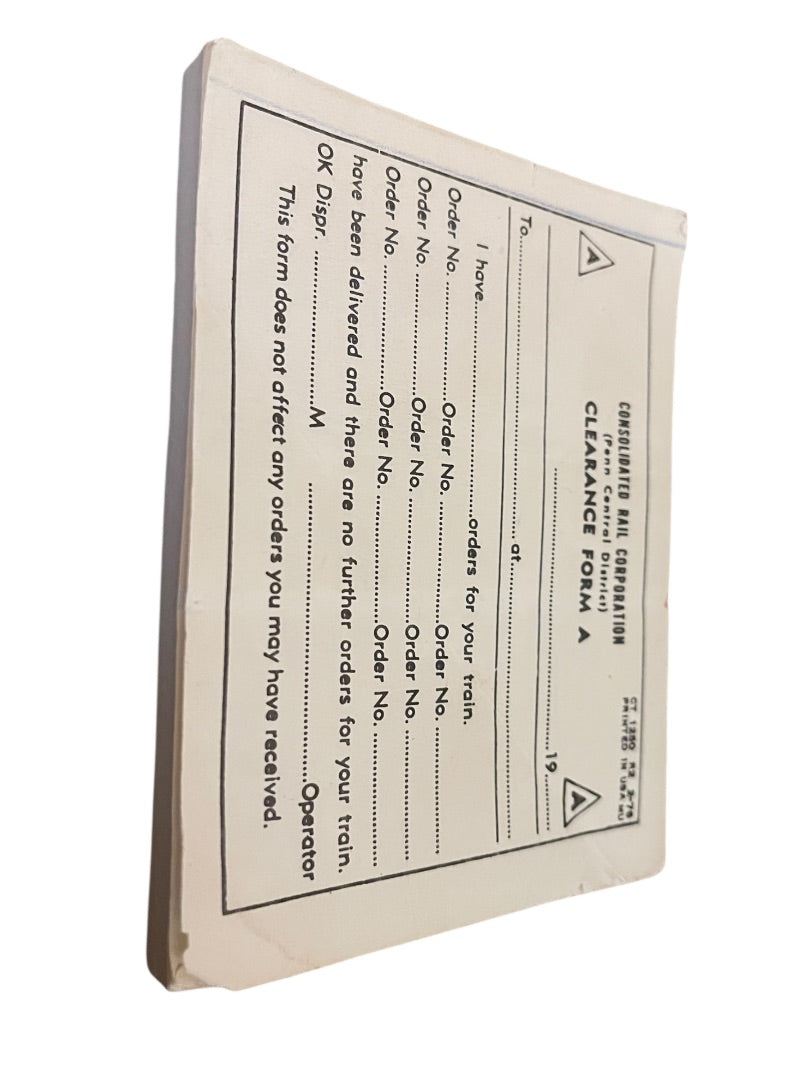 CONSOLIDATED RAIL CORPORATION
(Penn Central District)
CT 1250 R2 2-76
PRINTED IN USA MU
A CLEARANCE FORM A A
....................................................19..........
To............................................................at............................................................
I have............................................orders for your train.
Order No. ....................Order No. ....................Order No. ....................
Order No. ....................Order No. ....................Order No. ....................
Order No. ....................Order No. ....................Order No. ....................
have been delivered and there are no further orders for your train.
OK Dispr. ........................M ............................................Operator
This form does not affect any orders you may have received.